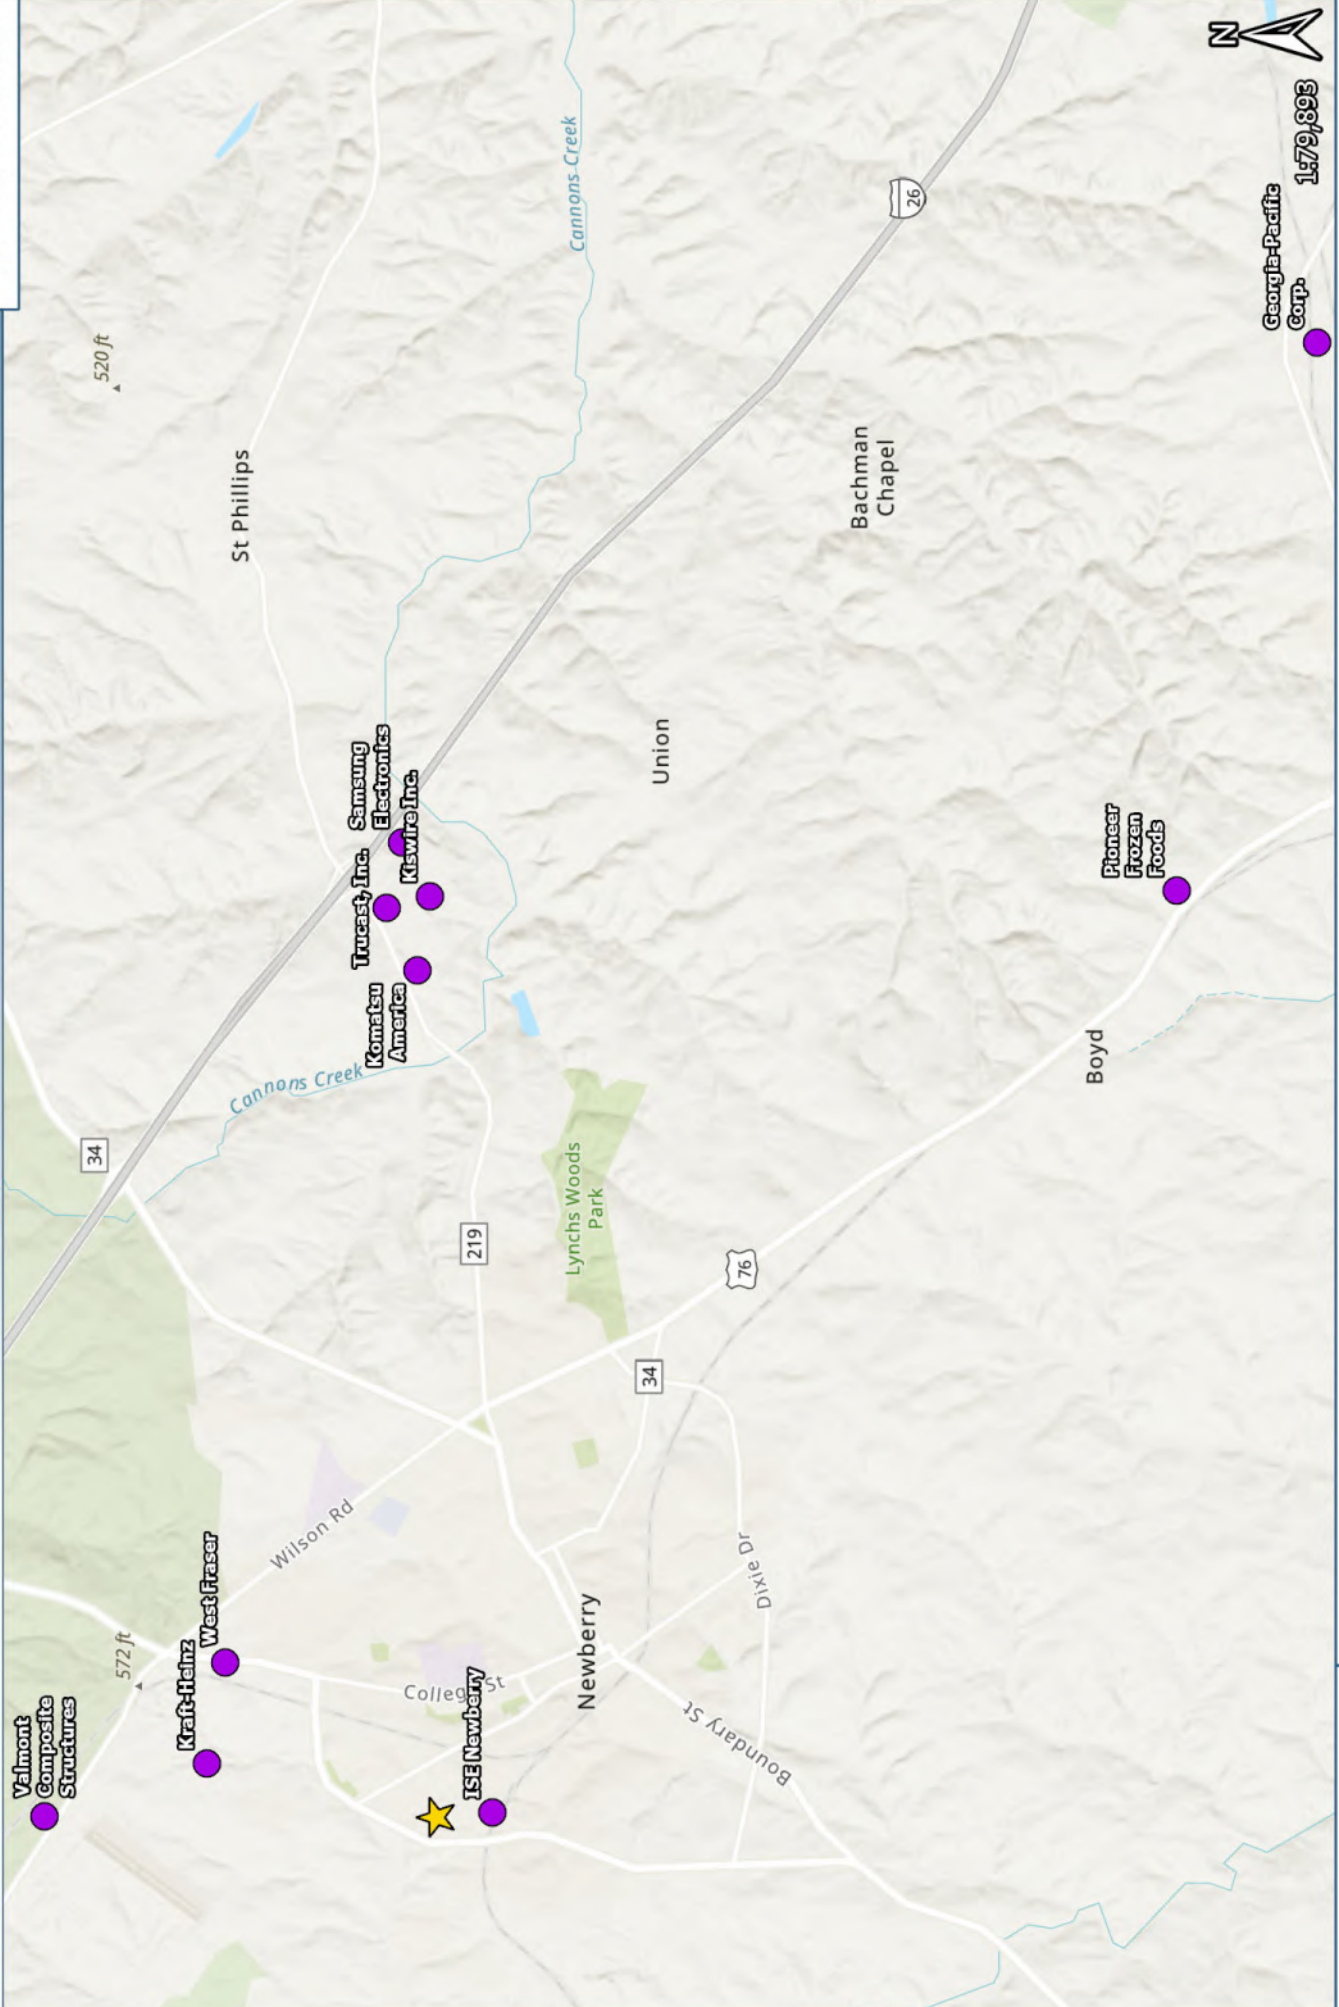 Valmont
Composite
Structures
572 ft
Kraft-Heinz
West Fraser
Wilson Rd
College St
ISE Newberry
Newberry
Boundary St
Dixie Dr
34
219
34
76
Lynchs Woods
Park
Cannons Creek
Komatsu
America
Trucast, Inc.
Samsung
Electronics
Kiswire Inc.
St Phillips
520 ft
Cannons Creek
Union
Boyd
Pioneer
Frozen
Foods
Bachman
Chapel
26
Georgia-Pacific
Corp.
1:79,893
N